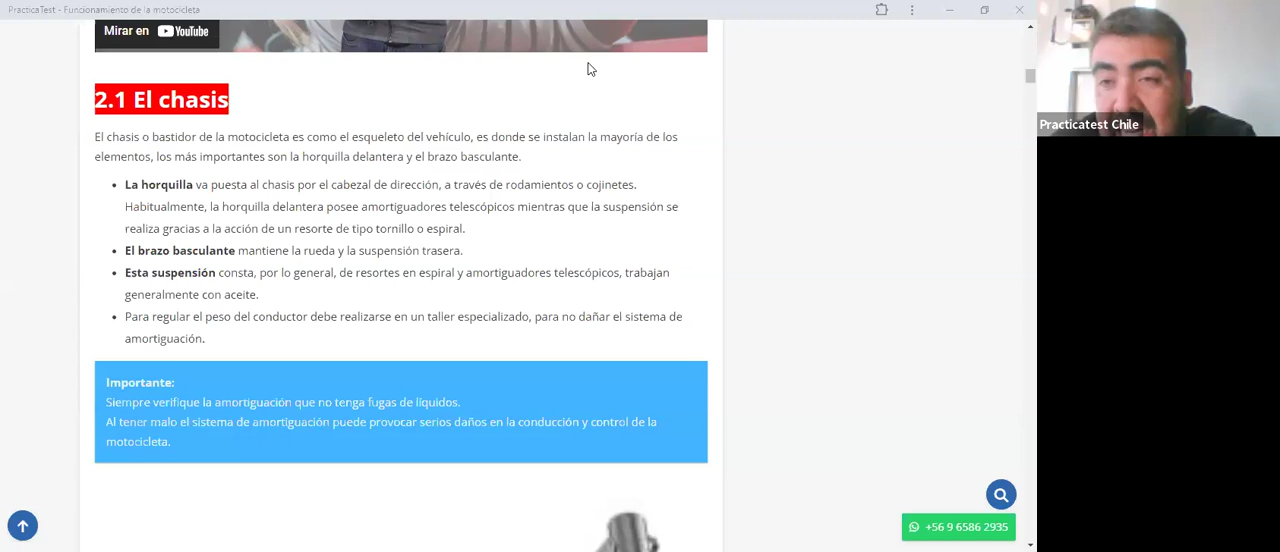 PracticaTest - Funcionamiento de la motocicleta
Mirar en YouTube
2.1 El chasis
El chasis o bastidor de la motocicleta es como el esqueleto del vehículo, es donde se instalan la mayoría de los
elementos, los más importantes son la horquilla delantera y el brazo basculante.
• La horquilla va puesta al chasis por el cabezal de dirección, a través de rodamientos o cojinetes.
Habitualmente, la horquilla delantera posee amortiguadores telescópicos mientras que la suspensión se
realiza gracias a la acción de un resorte de tipo tornillo o espiral.
• El brazo basculante mantiene la rueda y la suspensión trasera.
• Esta suspensión consta, por lo general, de resortes en espiral y amortiguadores telescópicos, trabajan
generalmente con aceite.
• Para regular el peso del conductor debe realizarse en un taller especializado, para no dañar el sistema de
amortiguación.
Importante:
Siempre verifique la amortiguación que no tenga fugas de líquidos.
Al tener malo el sistema de amortiguación puede provocar serios daños en la conducción y control de la
motocicleta.
+56 9 6586 2935
Practicatest Chile